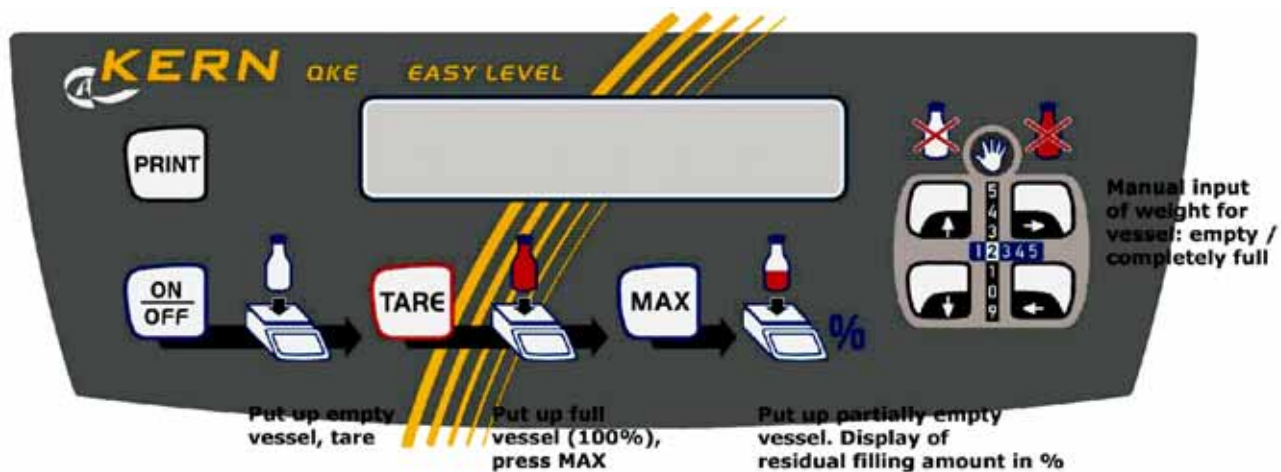 KERN QKE EASY LEVEL
PRINT
ON
OFF
TARE
MAX
%
5
4
3
1 2 3 4 5
1
0
9
Manual input
of weight for
vessel: empty /
completely full
Put up empty
vessel, tare
Put up full
vessel (100%),
press MAX
Put up partially empty
vessel. Display of
residual filling amount in %